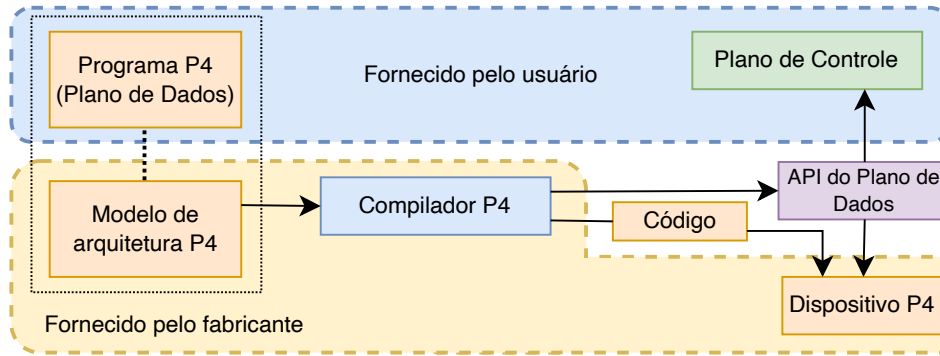 Programa P4
(Plano de Dados)
Fornecido pelo usuário
Plano de Controle
Modelo de
arquitetura P4
Compilador P4
Código
API do Plano de
Dados
Dispositivo P4
Fornecido pelo fabricante